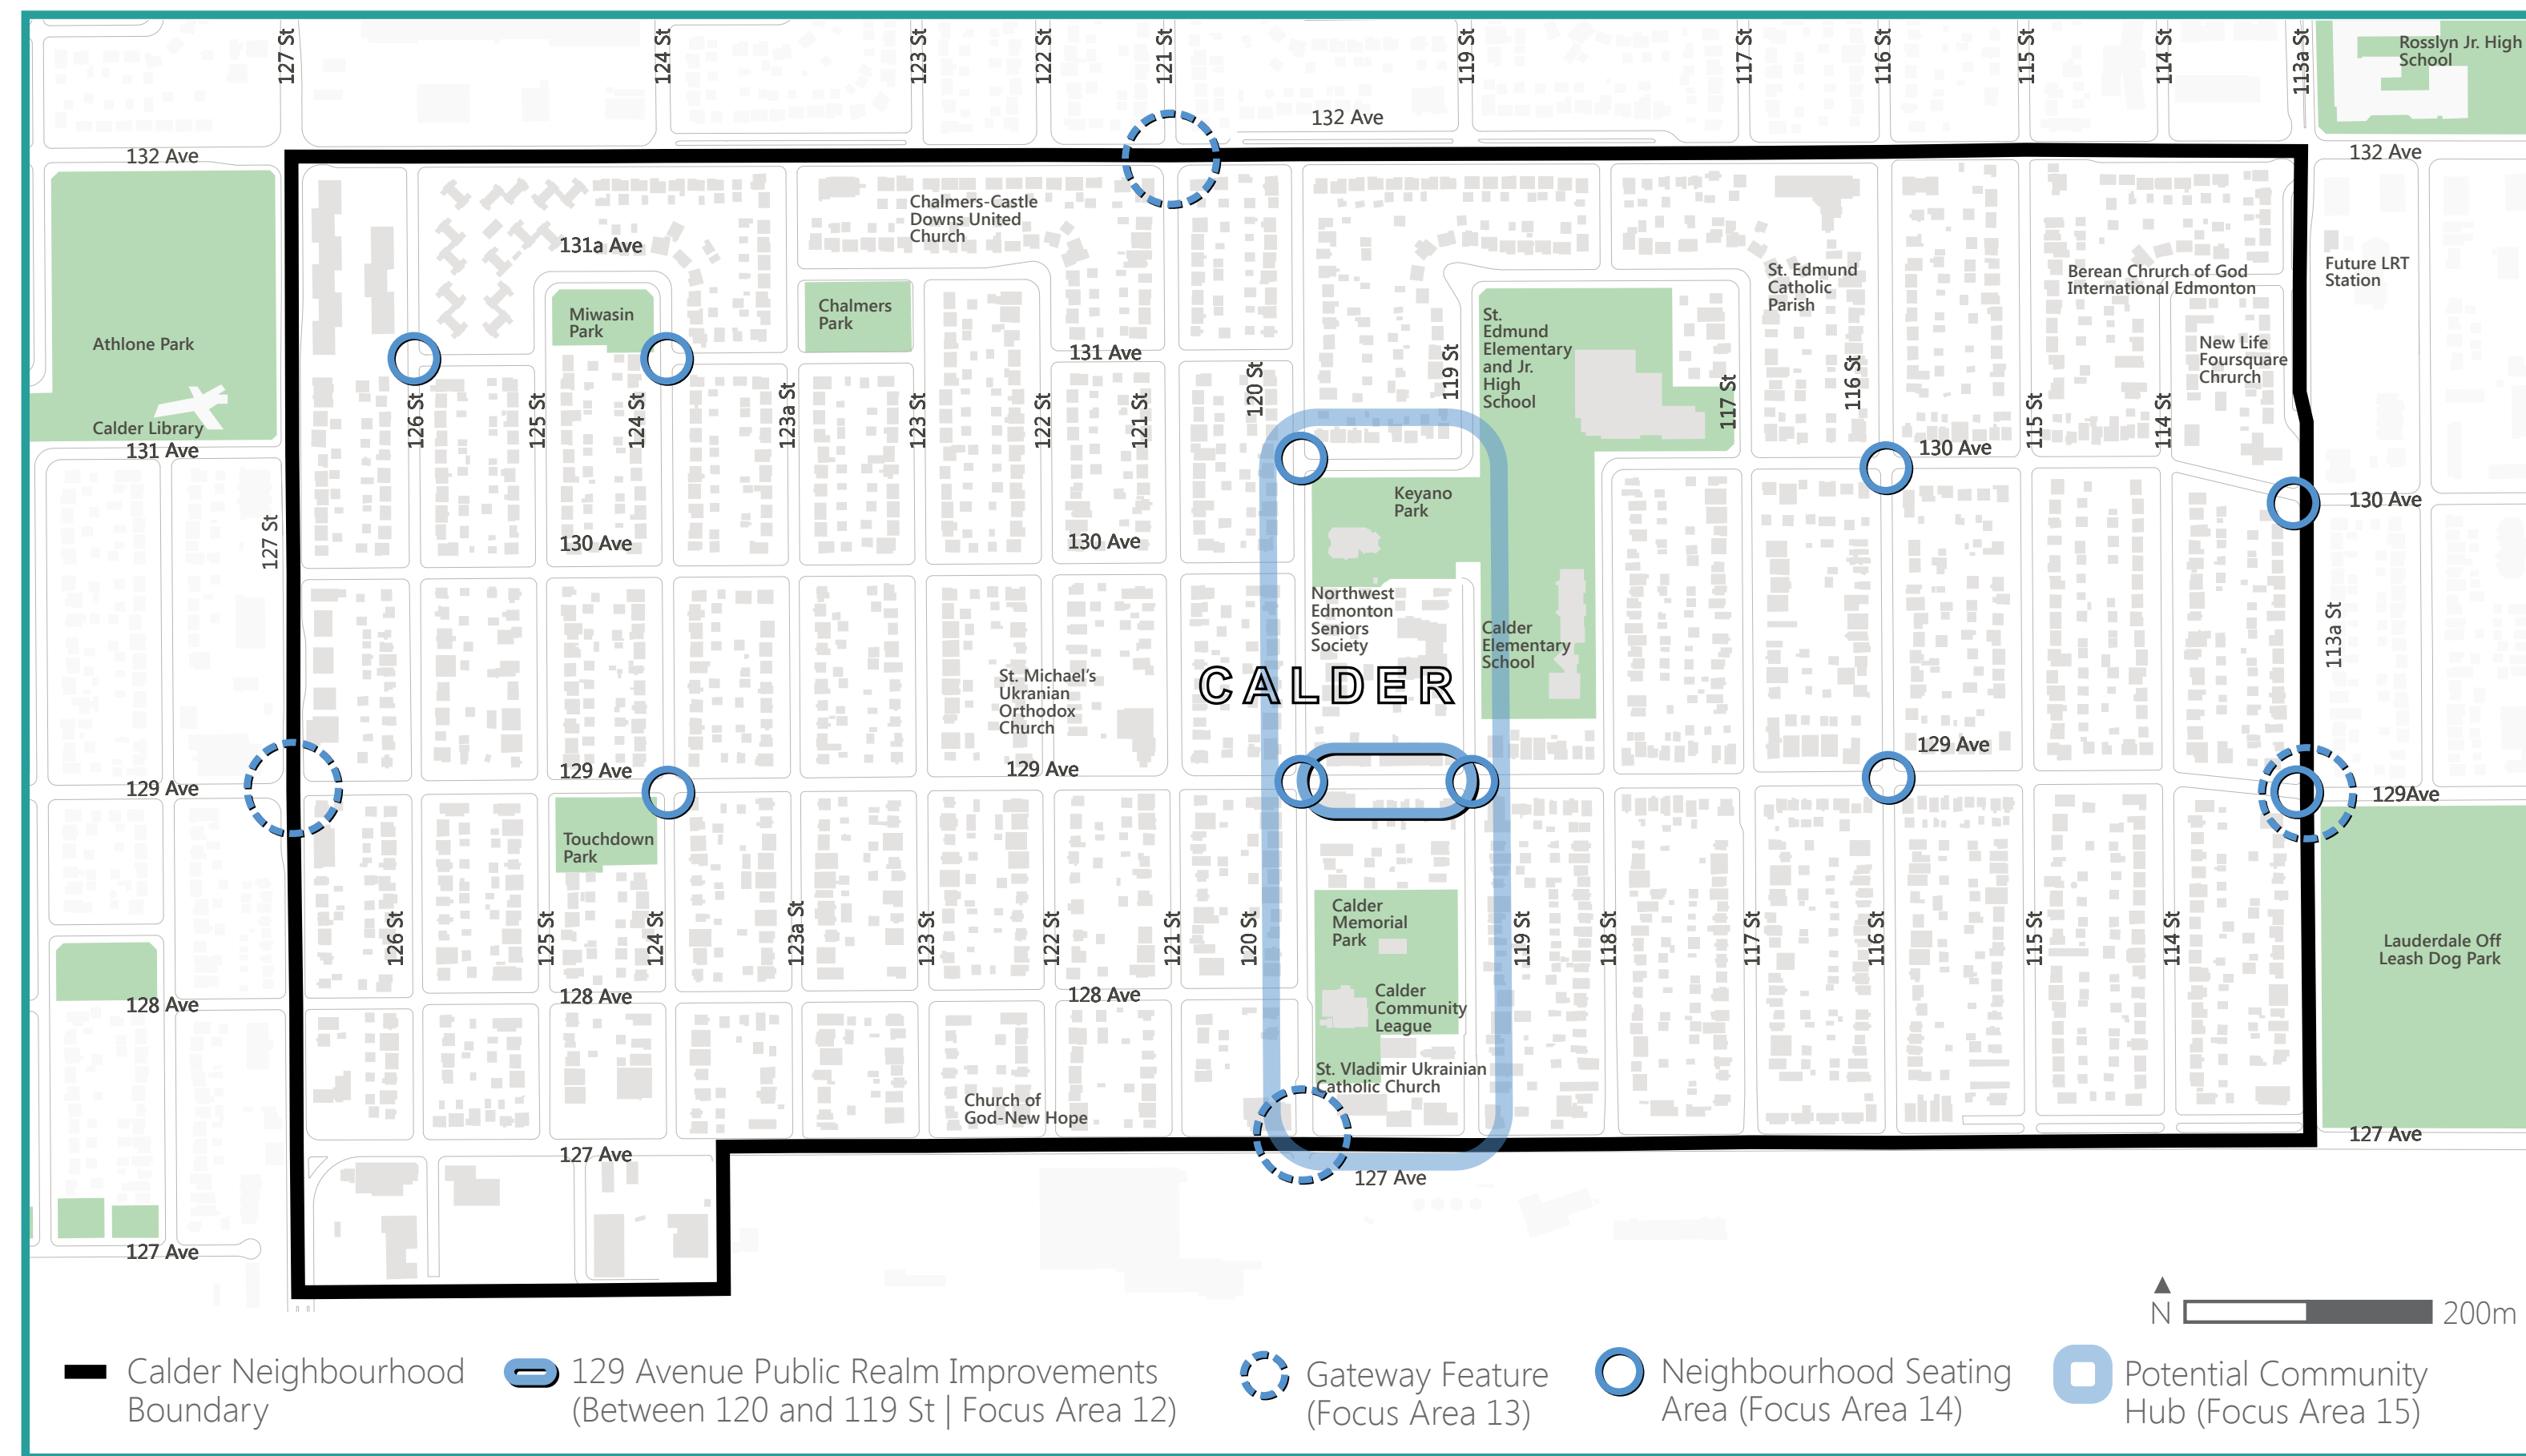 127 St
124 St
123 St
122 St
121 St
119 St
117 St
116 St
115 St
114 St
113a St
Rosslyn Jr. High
School
132 Ave
132 Ave
132 Ave
Chalmers-Castle
Downs United
Church
131a Ave
St. Edmund
Catholic
Parish
Berean Chrurch of God
International Edmonton
Future LRT
Station
Miwasin
Park
Chalmers
Park
St.
Edmund
Elementary
and Jr.
High
School
Athlone Park
131 Ave
New Life
Foursquare
Chrurch
Calder Library
131 Ave
126 St
125 St
124 St
123a St
123 St
122 St
121 St
120 St
119 St
117 St
116 St
115 St
114 St
130 Ave
Keyano
Park
130 Ave
127 St
130 Ave
130 Ave
Northwest
Edmonton
Seniors
Society
Calder
Elementary
School
113a St
St. Michael's
Ukranian
Orthodox
Church
CALDER
129 Ave
129 Ave
129 Ave
129 Ave
129Ave
Touchdown
Park
126 St
125 St
124 St
123a St
123 St
122 St
121 St
120 St
Calder
Memorial
Park
119 St
118 St
117 St
116 St
115 St
114 St
Lauderdale Off
Leash Dog Park
128 Ave
128 Ave
128 Ave
Calder
Community
League
St. Vladimir Ukrainian
Catholic Church
Church of
God-New Hope
127 Ave
127 Ave
127 Ave
127 Ave
N
200m
Calder Neighbourhood
Boundary
129 Avenue Public Realm Improvements
(Between 120 and 119 St | Focus Area 12)
Gateway Feature
(Focus Area 13)
Neighbourhood Seating
Area (Focus Area 14)
Potential Community
Hub (Focus Area 15)